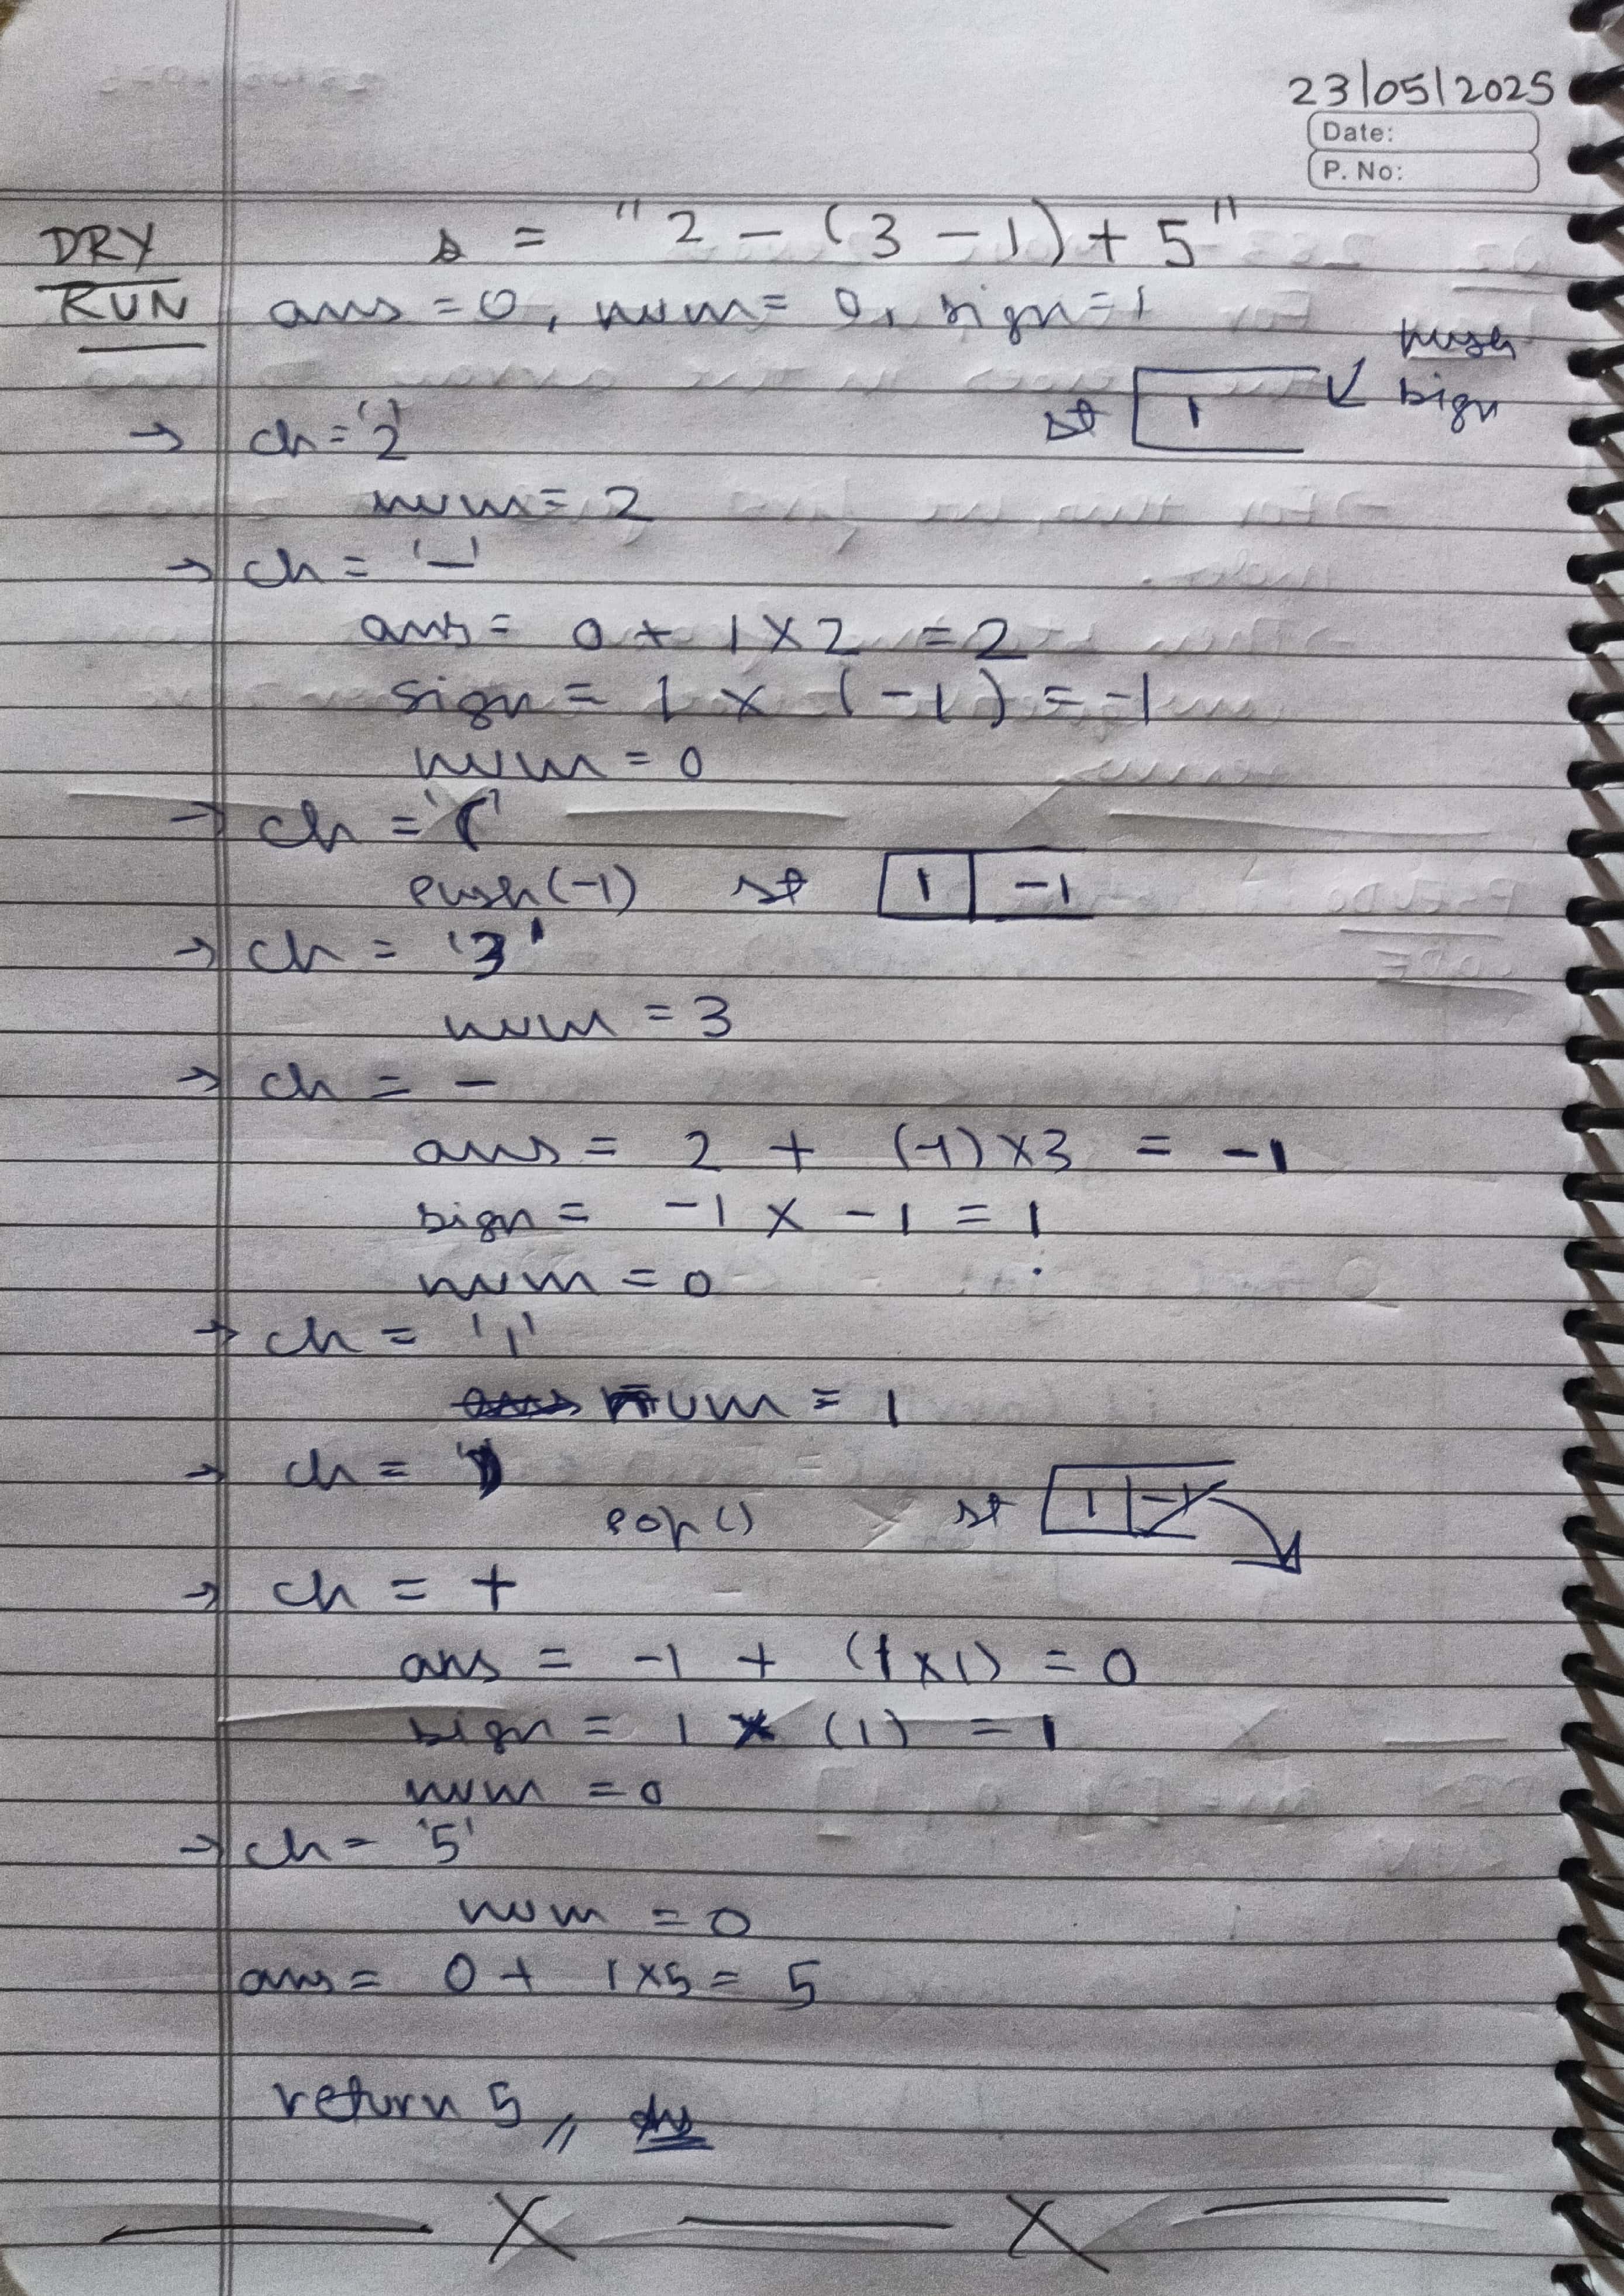 23/05/2025
Date:
P. No:
DRY RUN
s = "2 - (3 - 1) + 5"
ans = 0, num = 0, sign = 1
push sign
st 1
→ ch = '2'
num = 2
→ ch = '-'
ans = 0 + 1 × 2 = 2
sign = 1 × (-1) = -1
num = 0
→ ch = '('
push(-1) st 1 -1
→ ch = '3'
num = 3
→ ch = -
ans = 2 + (-1) × 3 = -1
sign = -1 × -1 = 1
num = 0
→ ch = '1'
num = 1
→ ch = ')'
pop() st 1 -1
→ ch = +
ans = -1 + (1 × 1) = 0
sign = 1 × (1) = 1
num = 0
→ ch = '5'
num = 0
ans = 0 + 1 × 5 = 5
return 5 // Ans